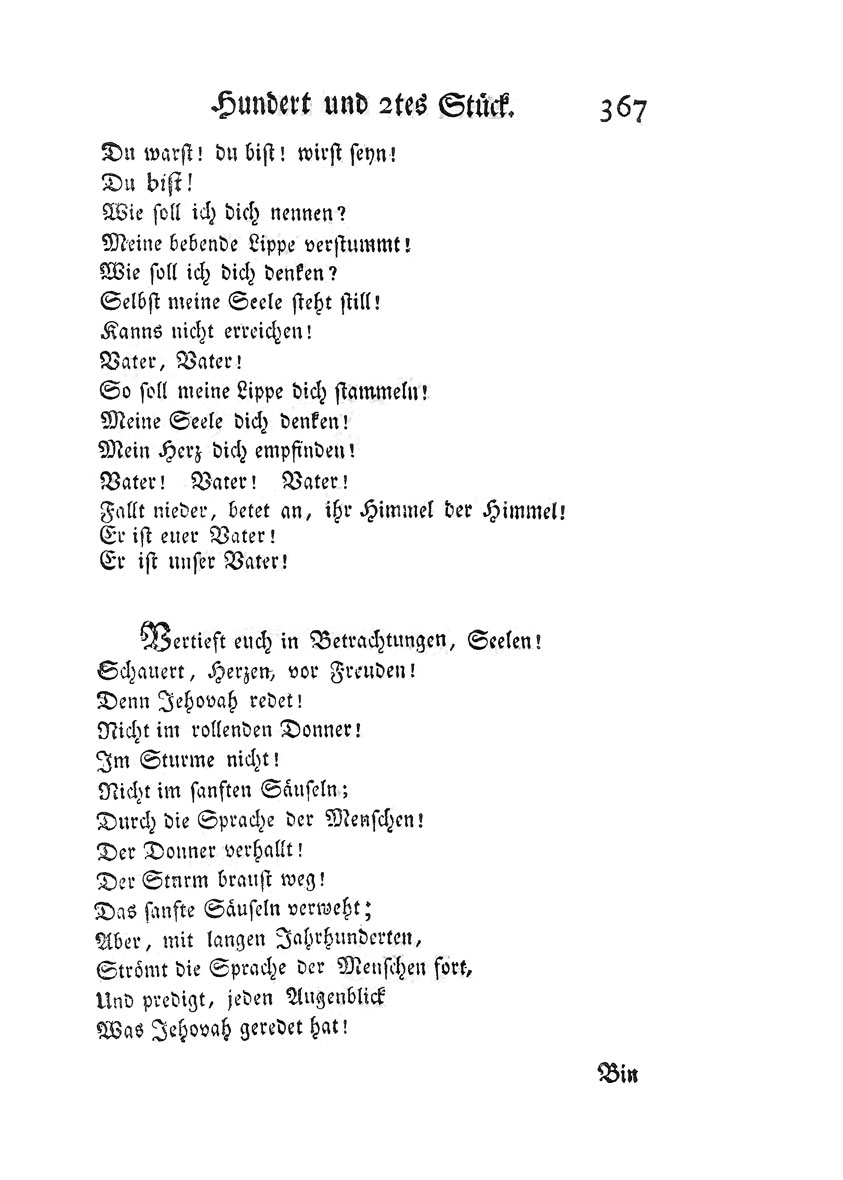 Hundert und 2tes Stück. 367
Du warst! du bist! wirst seyn!
Du bist!
Wie soll ich dich nennen?
Meine bebende Lippe verstummt!
Wie soll ich dich denken?
Selbst meine Seele steht still!
Kanns nicht erreichen!
Vater, Vater!
So soll meine Lippe dich stammeln!
Meine Seele dich denken!
Mein Herz dich empfinden!
Vater! Vater! Vater!
Fallt nieder, betet an, ihr Himmel der Himmel!
Er ist euer Vater!
Er ist unser Vater!
Vertieft euch in Betrachtungen, Seelen!
Schauert, Herzen, vor Freuden!
Denn Jehovah redet!
Nicht im rollenden Donner!
Im Sturme nicht!
Nicht im sanften Säuseln;
Durch die Sprache der Menschen!
Der Donner verhallt!
Der Sturm braust weg!
Das sanfte Säuseln verweht;
Aber, mit langen Jahrhunderten,
Strömt die Sprache der Menschen fort,
Und predigt, jeden Augenblick
Was Jehovah geredet hat!
Bin